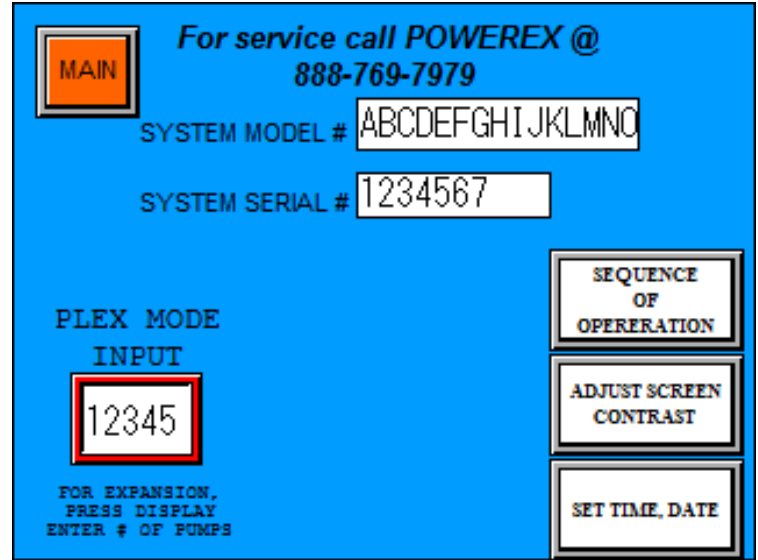 For service call POWEREX @
888-769-7979
MAIN
SYSTEM MODEL # ABCDEFGHIJKLMNO
SYSTEM SERIAL # 1234567
PLEX MODE
INPUT
12345
FOR EXPANSION,
PRESS DISPLAY
ENTER # OF PUMPS
SEQUENCE
OF
OPERERATION
ADJUST SCREEN
CONTRAST
SET TIME, DATE